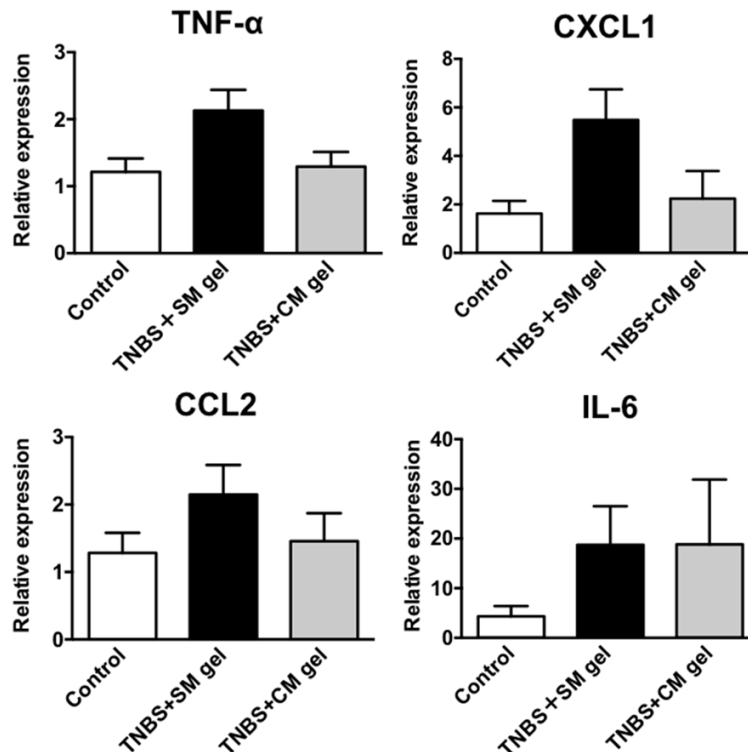 TNF-α
Relative expression
3
2
1
0
Control
TNBS+SM gel
TNBS+CM gel
CXCL1
Relative expression
8
6
4
2
0
Control
TNBS+SM gel
TNBS+CM gel
CCL2
Relative expression
3
2
1
0
Control
TNBS+SM gel
TNBS+CM gel
IL-6
Relative expression
40
30
20
10
0
Control
TNBS+SM gel
TNBS+CM gel